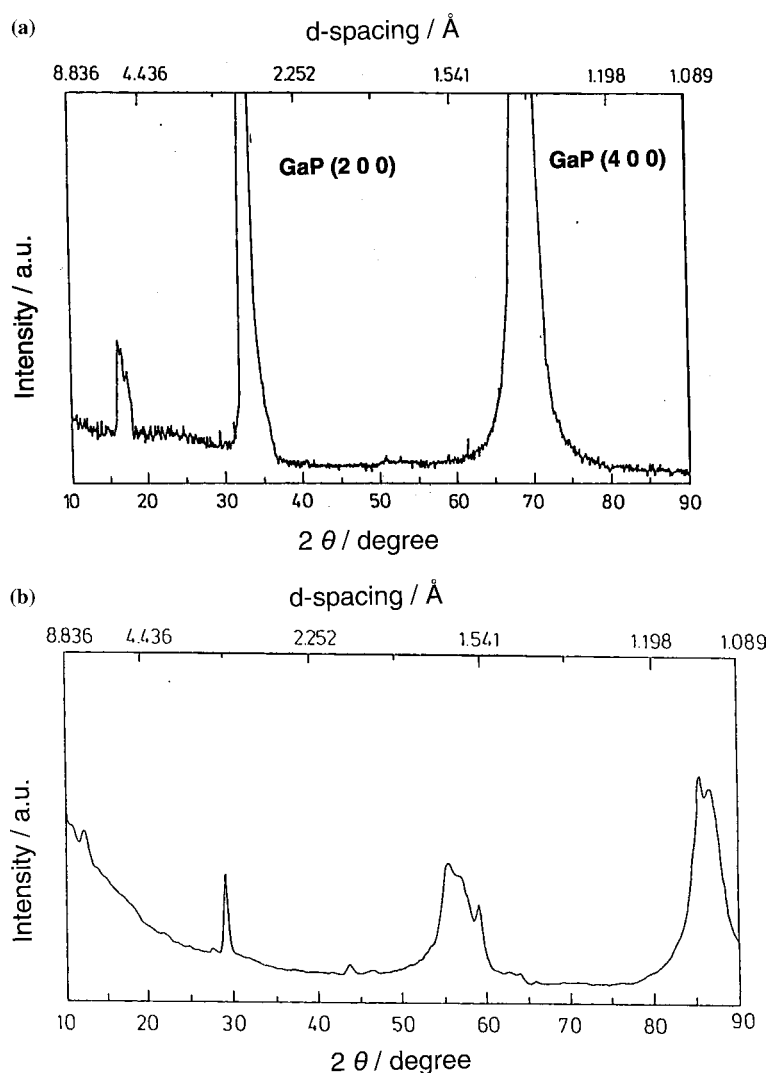 (a)
d-spacing / Å
8.836 4.436 2.252 1.541 1.198 1.089
GaP (2 0 0) GaP (4 0 0)
Intensity / a.u.
10 20 30 40 50 60 70 80 90
2 θ / degree
(b)
d-spacing / Å
8.836 4.436 2.252 1.541 1.198 1.089
Intensity / a.u.
10 20 30 40 50 60 70 80 90
2 θ / degree